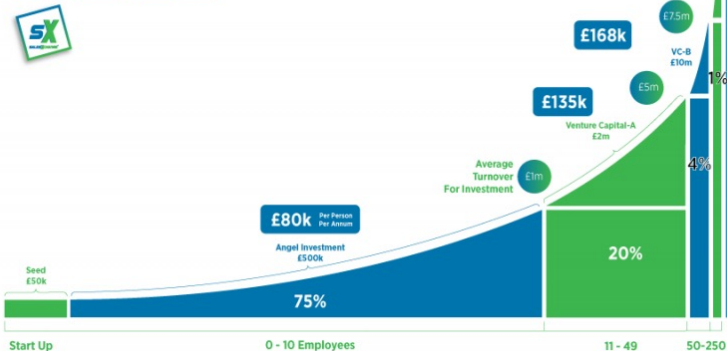 SX
£7.5m
£168k
VC-B
£10m
1%
£5m
£135k
Venture Capital-A
£2m
4%
Average
Turnover
For Investment
£1m
£80k Per Person
Per Annum
Angel Investment
£500k
Seed
£50k
20%
75%
Start Up 0 - 10 Employees 11 - 49 50-250